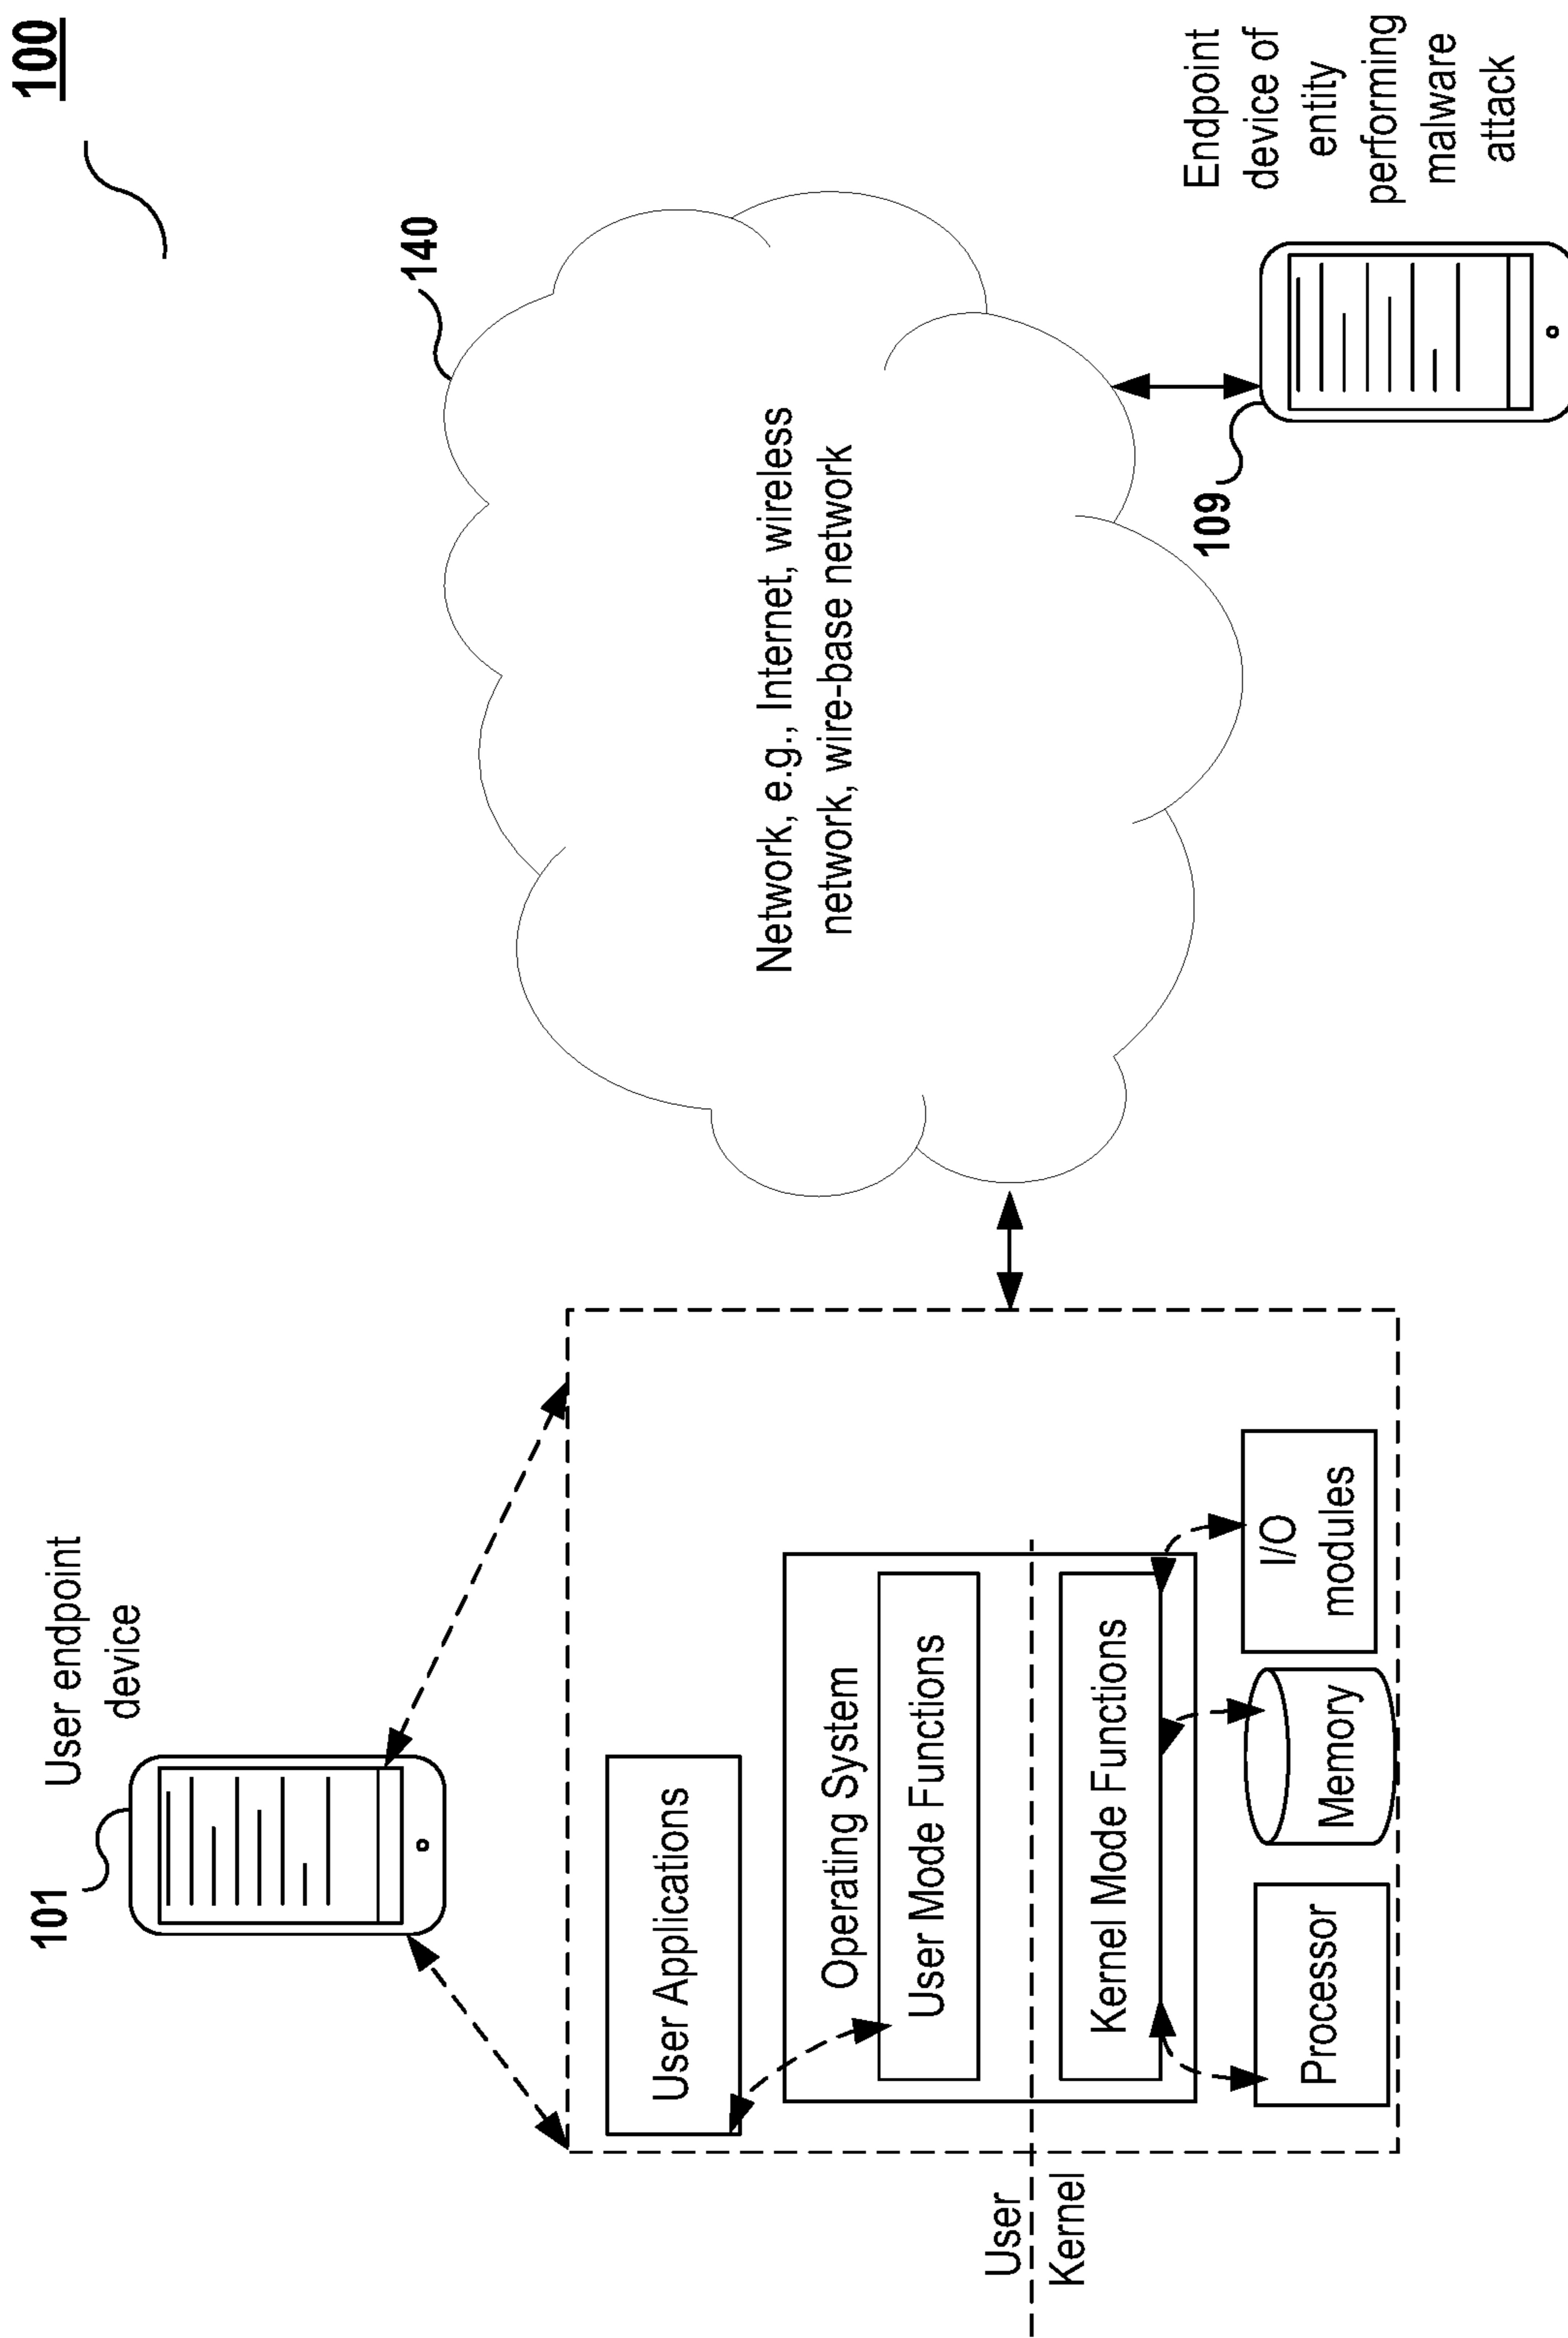 100
101
User endpoint
device
User Applications
Operating System
User Mode Functions
User
Kernel
Kernel Mode Functions
Processor
Memory
I/O
modules
140
Network, e.g., Internet, wireless
network, wire-base network
109
Endpoint
device of
entity
performing
malware
attack